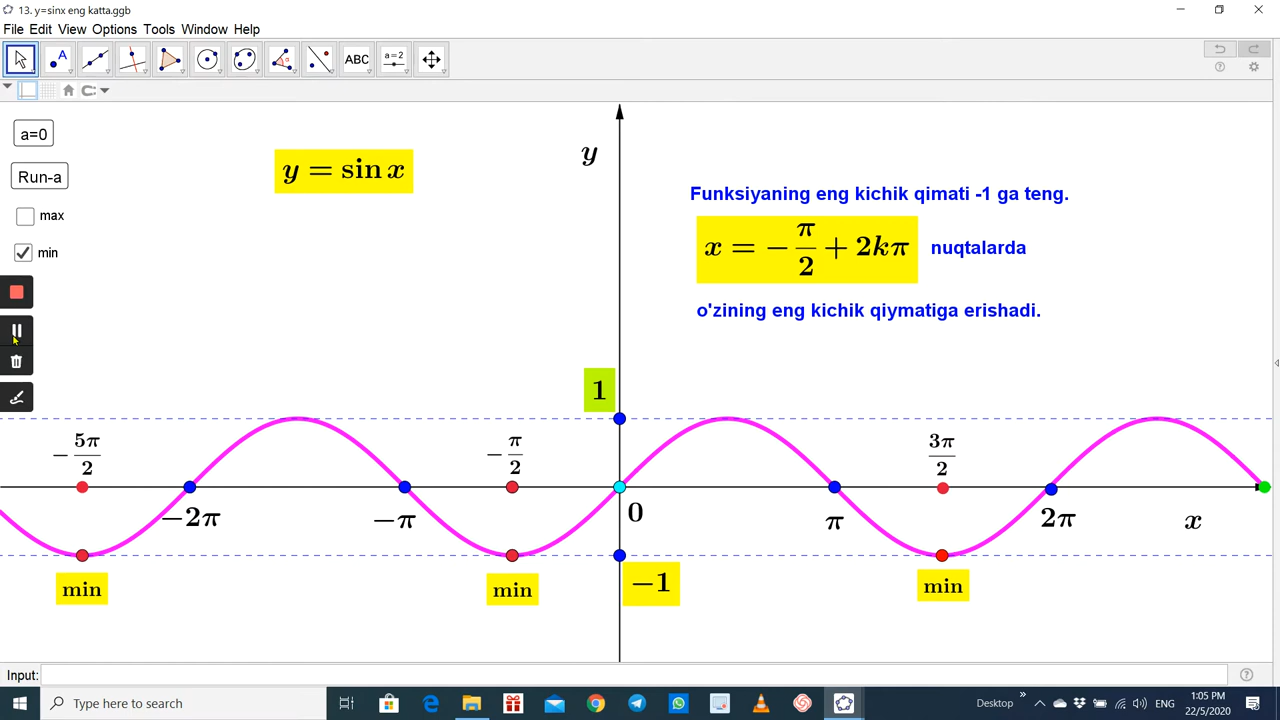 13. y=sinx eng katta.ggb
File Edit View Options Tools Window Help
ABC
a=2
a=0
Run-a
max
min
y = sin x
y
Funksiyaning eng kichik qimati -1 ga teng.
x = −π/2 + 2kπ nuqtalarda
o'zining eng kichik qiymatiga erishadi.
1
−5π/2 −π/2 3π/2
−2π −π 0 π 2π x
min min −1 min
Input:
Type here to search
Desktop
ENG
1:05 PM
22/5/2020